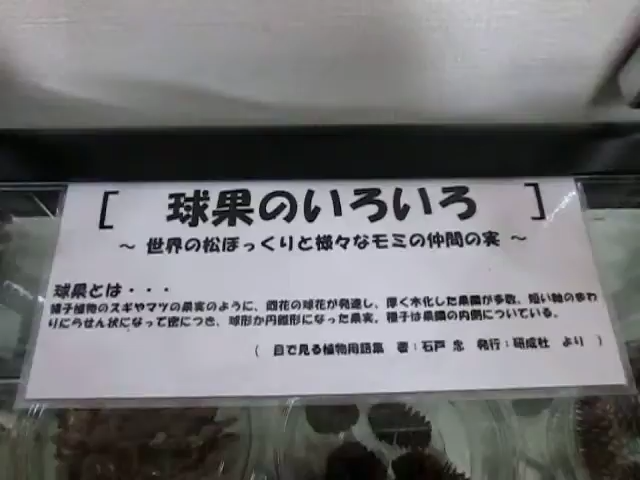 [ 球果のいろいろ ]
～ 世界の松ぼっくりと様々なモミの仲間の実 ～
球果とは・・・
種子植物のスギやマツの果実のように、雌花の球花が発達し、厚く木化した果鱗が多数、短い軸のまわ
りにらせん状になって密につき、球形か円錐形になった果実。種子は果鱗の内側についている。
( 目で見る植物用語集 著：石戸 忠 発行：研成社 より )